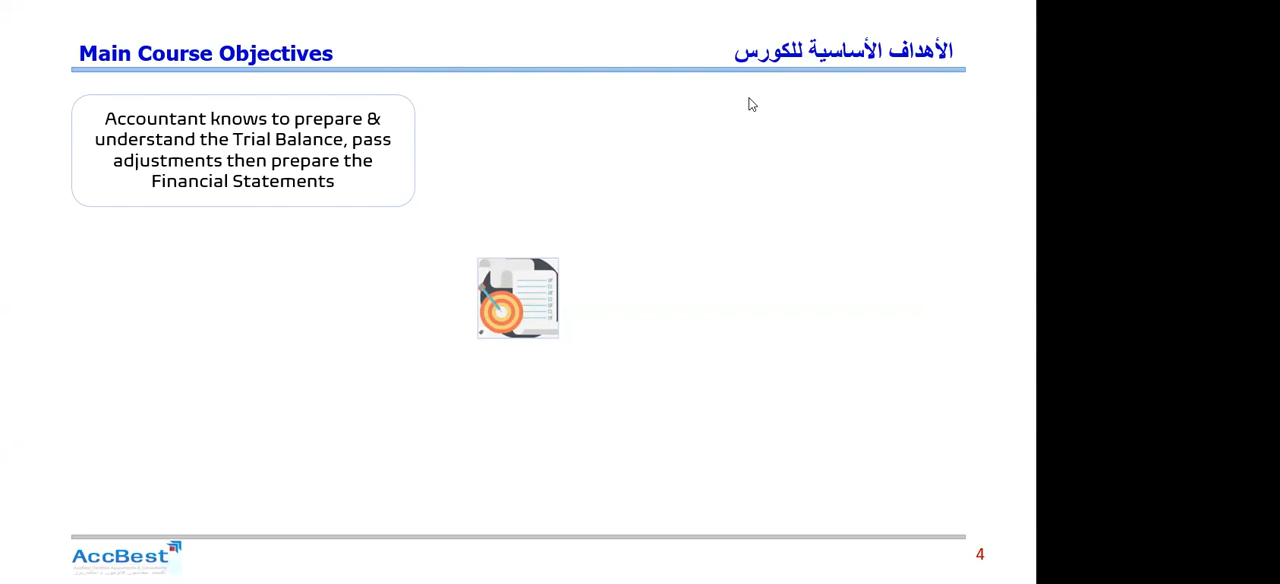 Main Course Objectives
الأهداف الأساسية للكورس
Accountant knows to prepare &
understand the Trial Balance, pass
adjustments then prepare the
Financial Statements
AccBest
4